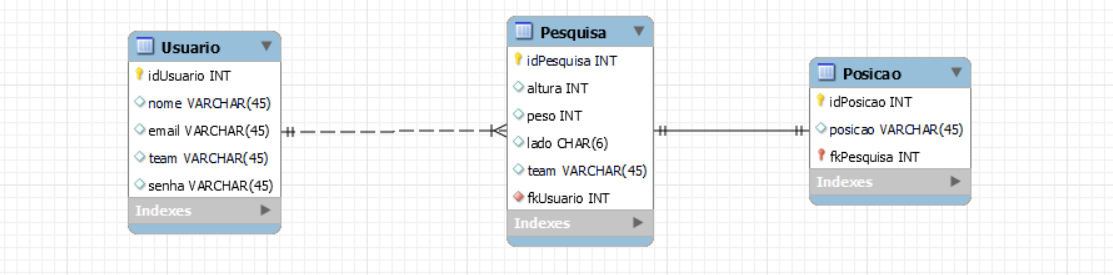 Usuario
idUsuario INT
nome VARCHAR(45)
email VARCHAR(45)
team VARCHAR(45)
senha VARCHAR(45)
Indexes
Pesquisa
idPesquisa INT
altura INT
peso INT
lado CHAR(6)
team VARCHAR(45)
fkUsuario INT
Indexes
Posicao
idPosicao INT
posicao VARCHAR(45)
fkPesquisa INT
Indexes